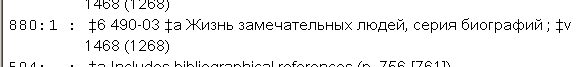 1468 (1268)
880:1 : ‡6 490-03 ‡a Жизнь замечательных людей, серия биографий ; ‡v
1468 (1268)
504: : ‡a Includes bibliographical references (p. 756-[761])